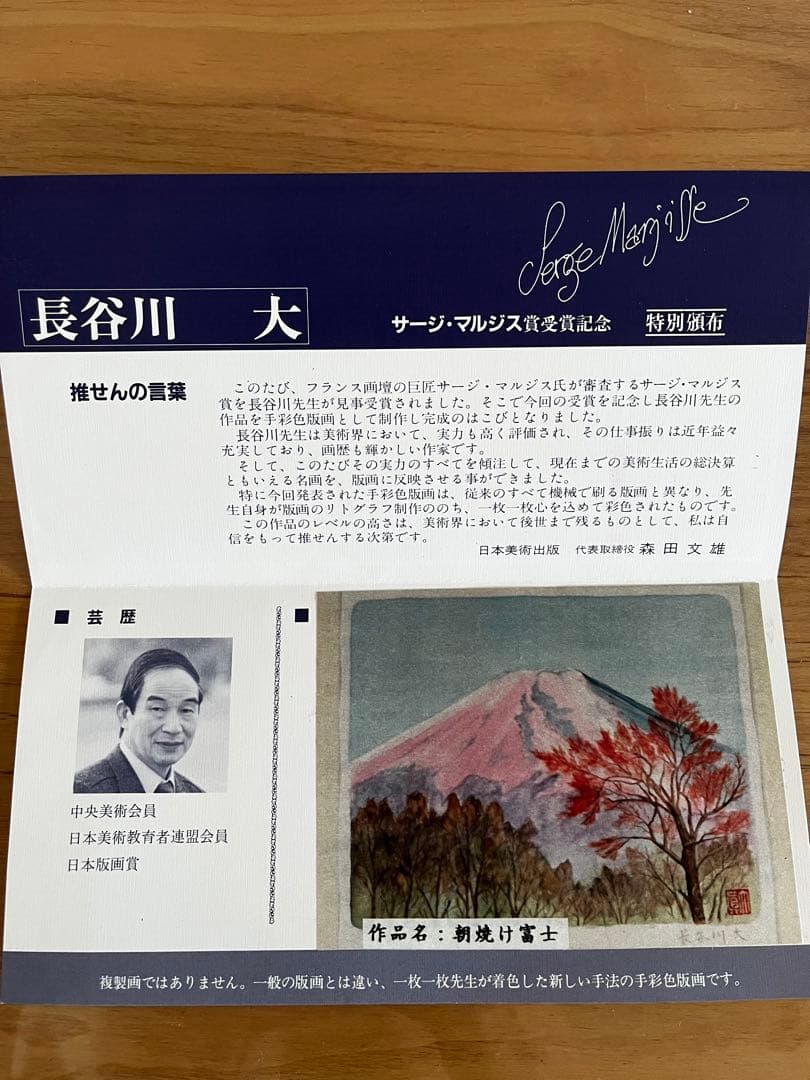 Serge Marjisse
長谷川 大
サージ・マルジス賞受賞記念 特別頒布
推せんの言葉
このたび、フランス画壇の巨匠サージ・マルジス氏が審査するサージ・マルジス
賞を長谷川先生が見事受賞されました。そこで今回の受賞を記念し長谷川先生の
作品を手彩色版画として制作し完成のはこびとなりました。
長谷川先生は美術界において、実力も高く評価され、その仕事振りは近年益々
充実しており、画歴も輝かしい作家です。
そして、このたびその実力のすべてを傾注して、現在までの美術生活の総決算
ともいえる名画を、版画に反映させる事ができました。
特に今回発表された手彩色版画は、従来のすべて機械で刷る版画と異なり、先
生自身が版画のリトグラフ制作ののち、一枚一枚心を込めて彩色されたものです。
この作品のレベルの高さは、美術界において後世まで残るものとして、私は自
信をもって推せんする次第です。
日本美術出版 代表取締役 森田文雄
■ 芸歴
■
中央美術会員
日本美術教育者連盟会員
日本版画賞
作品名：朝焼け富士
長谷川大
複製画ではありません。一般の版画とは違い、一枚一枚先生が着色した新しい手法の手彩色版画です。